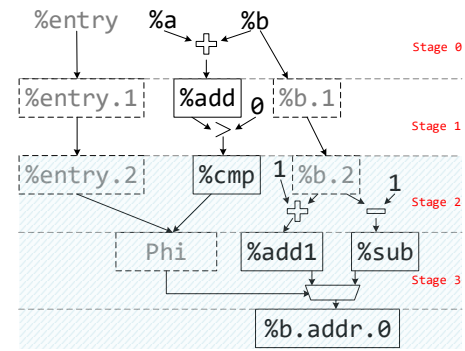 %entry %a %b
Stage 0
%entry.1 %add %b.1
0
Stage 1
%entry.2 %cmp 1 %b.2 1
Stage 2
Phi %add1 %sub
Stage 3
%b.addr.0